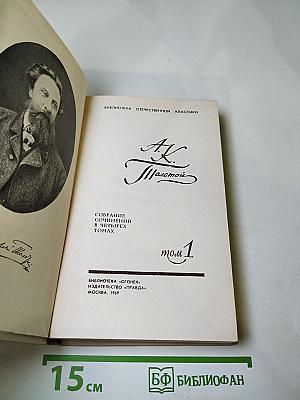 БИБЛИОТЕКА ОТЕЧЕСТВЕННОЙ КЛАССИКИ
А. К.
Толстой
СОБРАНИЕ
СОЧИНЕНИЙ
В ЧЕТЫРЕХ
ТОМАХ
том 1
БИБЛИОТЕКА «ОГОНЕК»
ИЗДАТЕЛЬСТВО «ПРАВДА»
МОСКВА. 1969
15 см
БФ БИБЛИОФАН